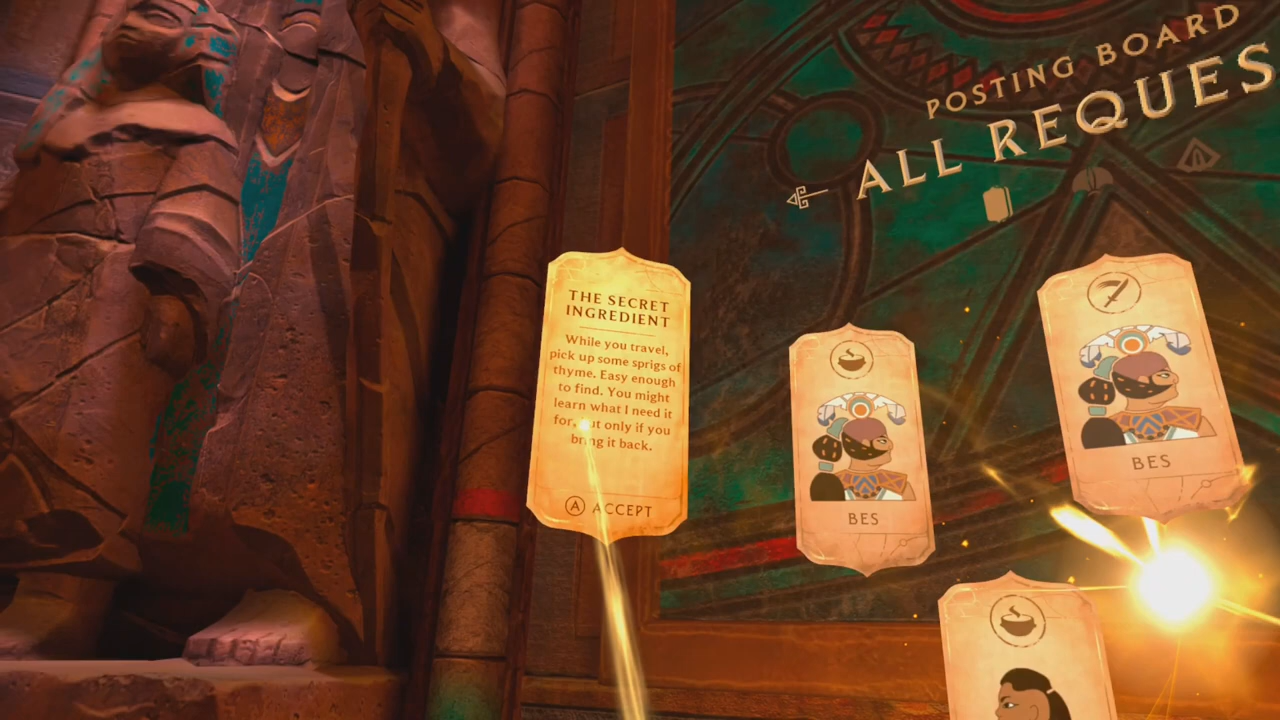 POSTING BOARD
ALL REQUES
THE SECRET
INGREDIENT
While you travel,
pick up some sprigs of
thyme. Easy enough
to find. You might
learn what I need it
for, but only if you
bring it back.
A ACCEPT
BES
BES